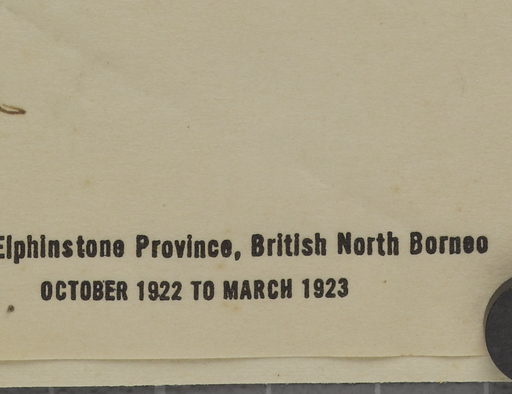 Elphinstone Province, British North Borneo
OCTOBER 1922 TO MARCH 1923